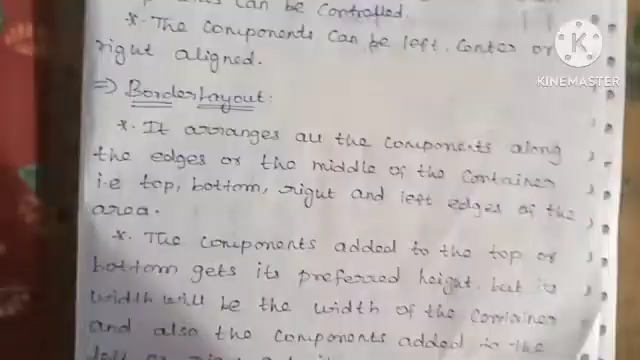 can be controlled.
*. The components can be left, center or
right aligned.
KINEMASTER
=> BorderLayout:
*. It arranges all the components along
the edges or the middle of the container
i.e top, bottom, right and left edges of the
area.
*. The components added to the top or
bottom gets its preferred height, but its
width will be the width of the container
and also the components added to the
left or right